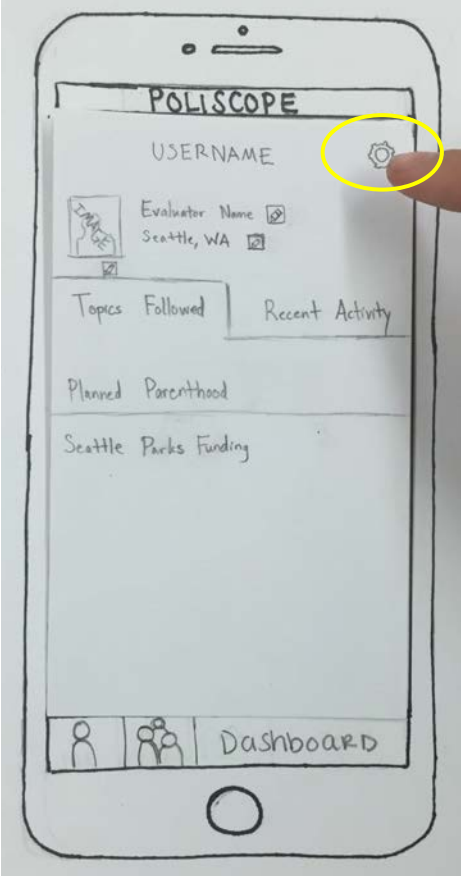 POLISCOPE
USERNAME
IMAGE
Evaluator Name
Seattle, WA
Topics Followed
Recent Activity
Planned Parenthood
Seattle Parks Funding
Dashboard